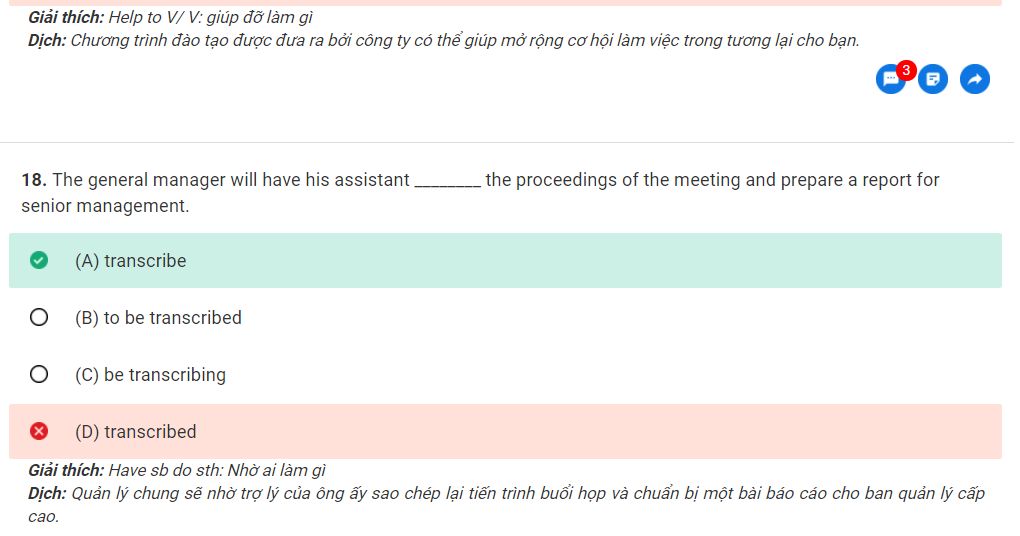 Giải thích: Help to V/ V: giúp đỡ làm gì
Dịch: Chương trình đào tạo được đưa ra bởi công ty có thể giúp mở rộng cơ hội làm việc trong tương lại cho bạn.
3
18. The general manager will have his assistant ________ the proceedings of the meeting and prepare a report for
senior management.
(A) transcribe
(B) to be transcribed
(C) be transcribing
(D) transcribed
Giải thích: Have sb do sth: Nhờ ai làm gì
Dịch: Quản lý chung sẽ nhờ trợ lý của ông ấy sao chép lại tiến trình buổi họp và chuẩn bị một bài báo cáo cho ban quản lý cấp
cao.